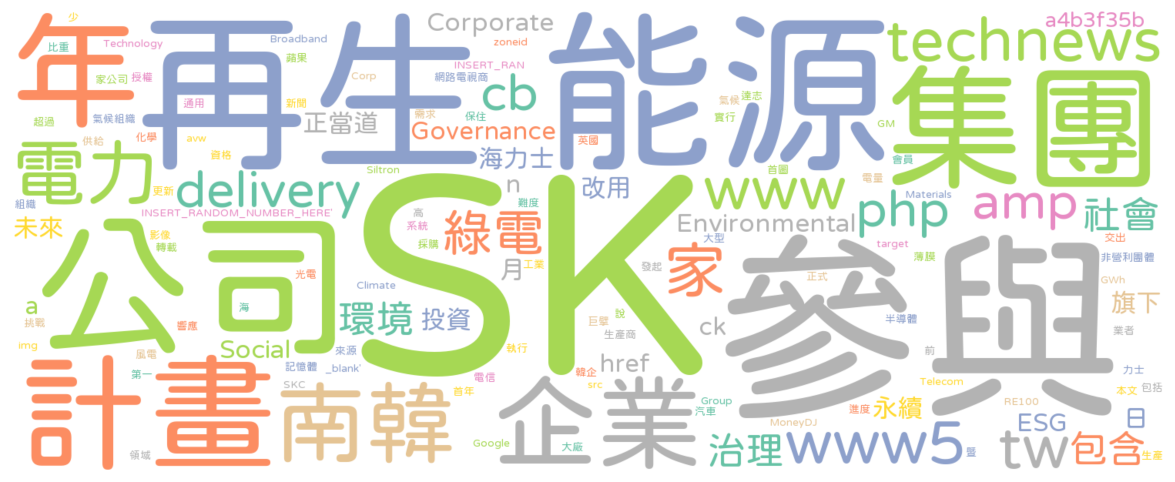 少
Corporate
a4b3f35b
比重
Technology
Broadband
zoneid
technews
年
再生能源
集團
家公司
授權
蘋果
INSERT_RAN
Corp
網路電視商
cb
氣候
達志
通用
新聞
需求
保住
實行
氣候組織
正當道
Governance
英國
GM
超過
化學
供給
avw
資格
海力士
首圖
會員
電力
Siltron
電量
delivery
n
改用
www
Materials
更新
難度
php
amp
社會
組織
INSERT_RANDOM_NUMBER_HERE'
高
綠電
Environmental
未來
影像
系統
轉載
採購
SK
家
大型
target
交出
公司
參與
月
工業
發起
薄膜
非營利團體
光電
正式
GWh
a
海
Climate
巨壁
說
旗下
挑戰
響應
環境
投資
生產商
ck
半導體
業者
img
風電
Social
來源
執行
前
計畫
第一
記憶體
_blank'
電信
韓企
href
力士
SKC
首年
src
Telecom
本文
包括
南韓
企業
Group
汽車
進度
永續
RE100
ESG
日
MoneyDJ
領域
Google
大廠
治理
www5
暨
tw
包含
生產